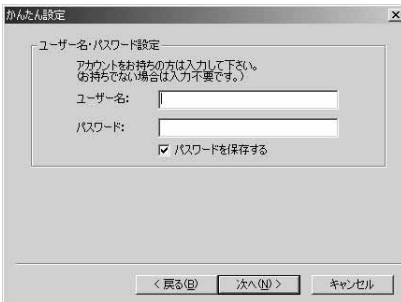 かんたん設定
ユーザー名・パスワード設定
アカウントをお持ちの方は入力して下さい。
(お持ちでない場合は入力不要です。)
ユーザー名:
パスワード:
パスワードを保存する
< 戻る(B)
次へ(N) >
キャンセル